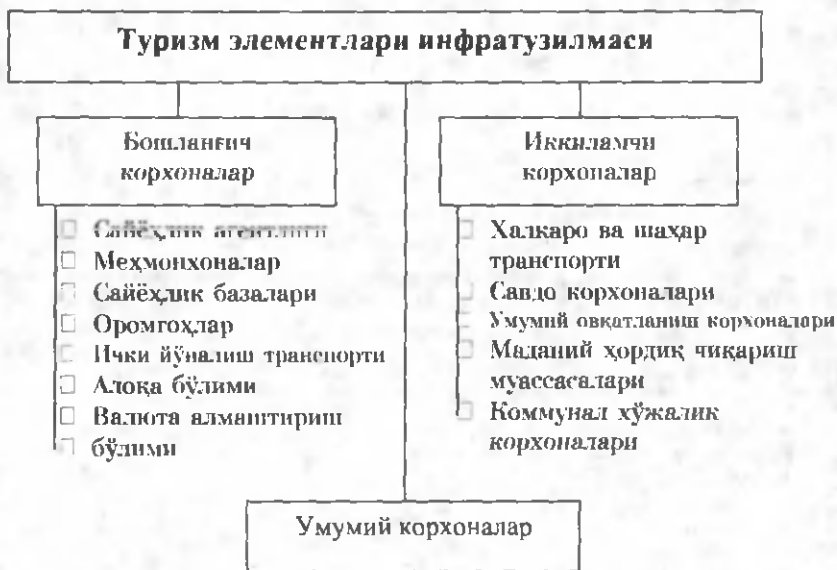 Туризм элементлари инфратузилмаси
Бошланғич
корхоналар
Сайёҳлик агентлиги
Меҳмонхоналар
Сайёҳлик базалари
Оромгоҳлар
Ички йўналиш транспорти
Алоқа бўлими
Валюта алмаштириш
бўлими
Иккиламчи
корхоналар
Халқаро ва шаҳар
транспорти
Савдо корхоналари
Умумий овқатланиш корхоналари
Маданий ҳордиқ чиқариш
муассасалари
Коммунал хўжалик
корхоналари
Умумий корхоналар